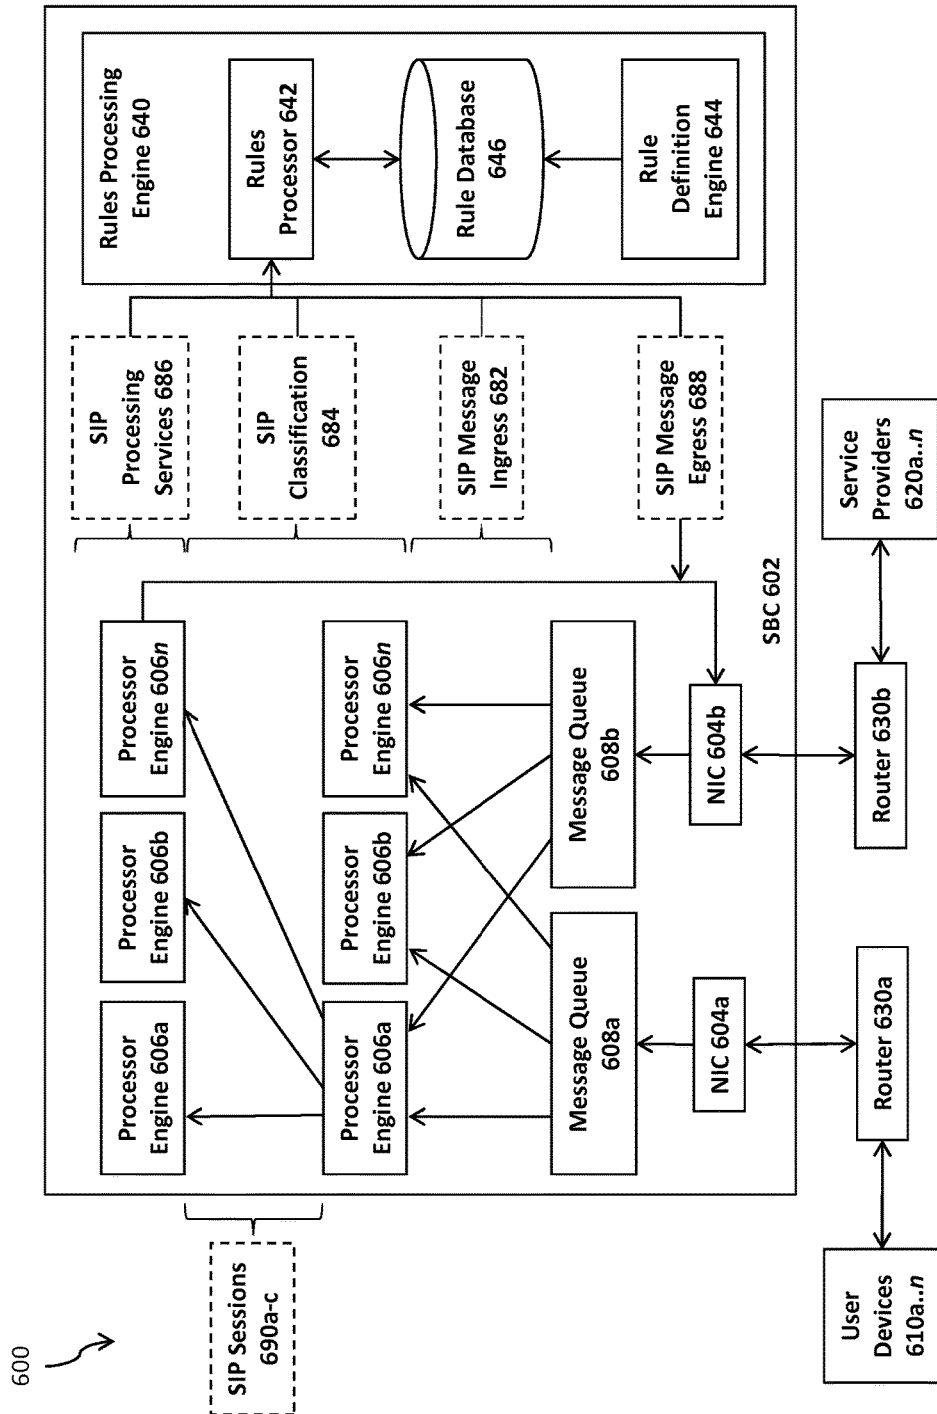 600
SIP Sessions
690a-c
Processor
Engine 606a
Processor
Engine 606b
Processor
Engine 606n
SIP
Processing
Services 686
Rules Processing
Engine 640
Processor
Engine 606a
Processor
Engine 606b
Processor
Engine 606n
SIP
Classification
684
Rules
Processor 642
Message Queue
608a
Message Queue
608b
SIP Message
Ingress 682
Rule Database
646
NIC 604a
NIC 604b
SIP Message
Egress 688
Rule
Definition
Engine 644
SBC 602
User
Devices
610a..n
Router 630a
Router 630b
Service
Providers
620a..n